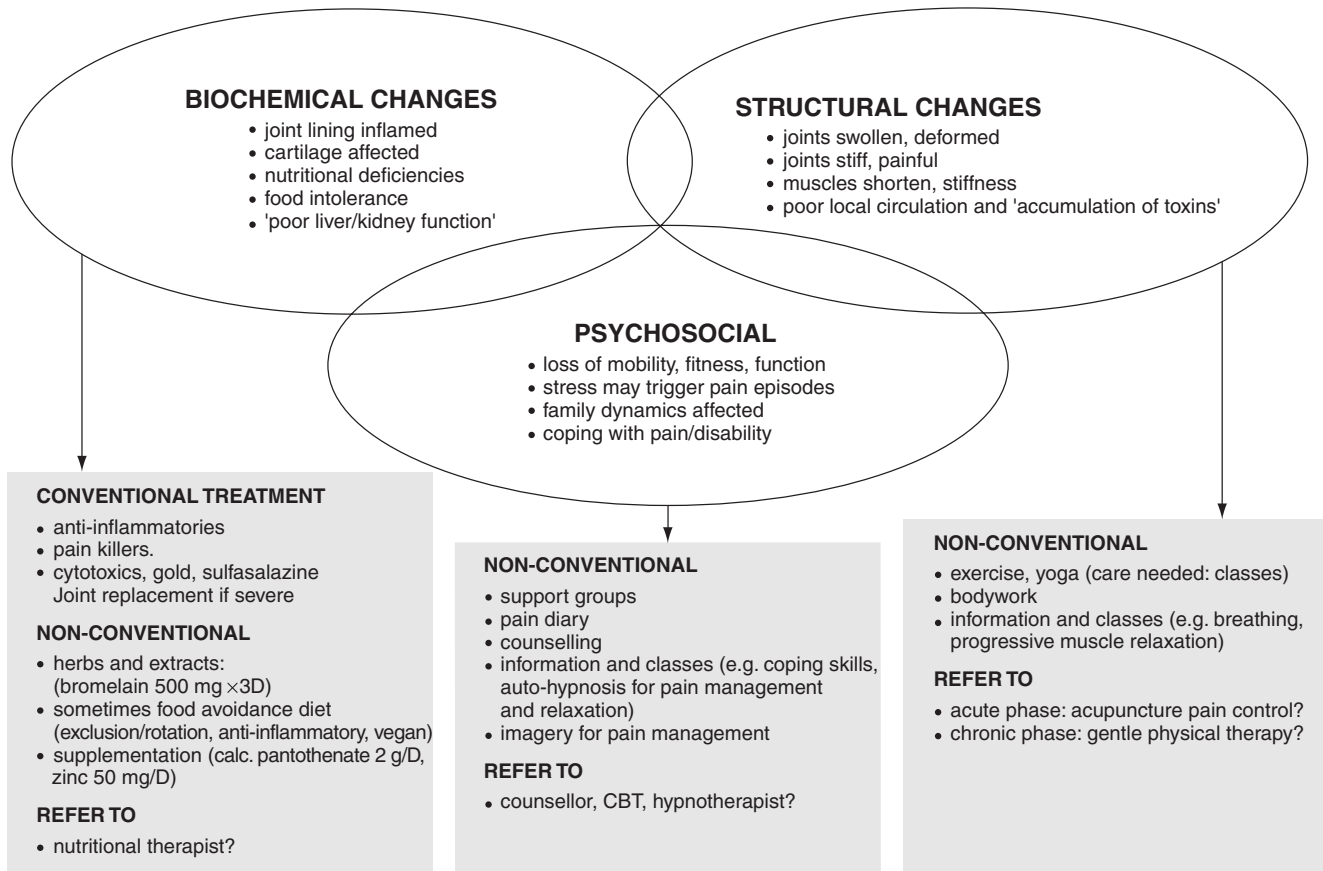 BIOCHEMICAL CHANGES
• joint lining inflamed
• cartilage affected
• nutritional deficiencies
• food intolerance
• 'poor liver/kidney function'
STRUCTURAL CHANGES
• joints swollen, deformed
• joints stiff, painful
• muscles shorten, stiffness
• poor local circulation and 'accumulation of toxins'
PSYCHOSOCIAL
• loss of mobility, fitness, function
• stress may trigger pain episodes
• family dynamics affected
• coping with pain/disability
CONVENTIONAL TREATMENT
• anti-inflammatories
• pain killers.
• cytotoxics, gold, sulfasalazine
Joint replacement if severe
NON-CONVENTIONAL
• herbs and extracts:
(bromelain 500 mg ×3D)
• sometimes food avoidance diet
(exclusion/rotation, anti-inflammatory, vegan)
• supplementation (calc. pantothenate 2 g/D,
zinc 50 mg/D)
REFER TO
• nutritional therapist?
NON-CONVENTIONAL
• support groups
• pain diary
• counselling
• information and classes (e.g. coping skills,
auto-hypnosis for pain management
and relaxation)
• imagery for pain management
REFER TO
• counsellor, CBT, hypnotherapist?
NON-CONVENTIONAL
• exercise, yoga (care needed: classes)
• bodywork
• information and classes (e.g. breathing,
progressive muscle relaxation)
REFER TO
• acute phase: acupuncture pain control?
• chronic phase: gentle physical therapy?